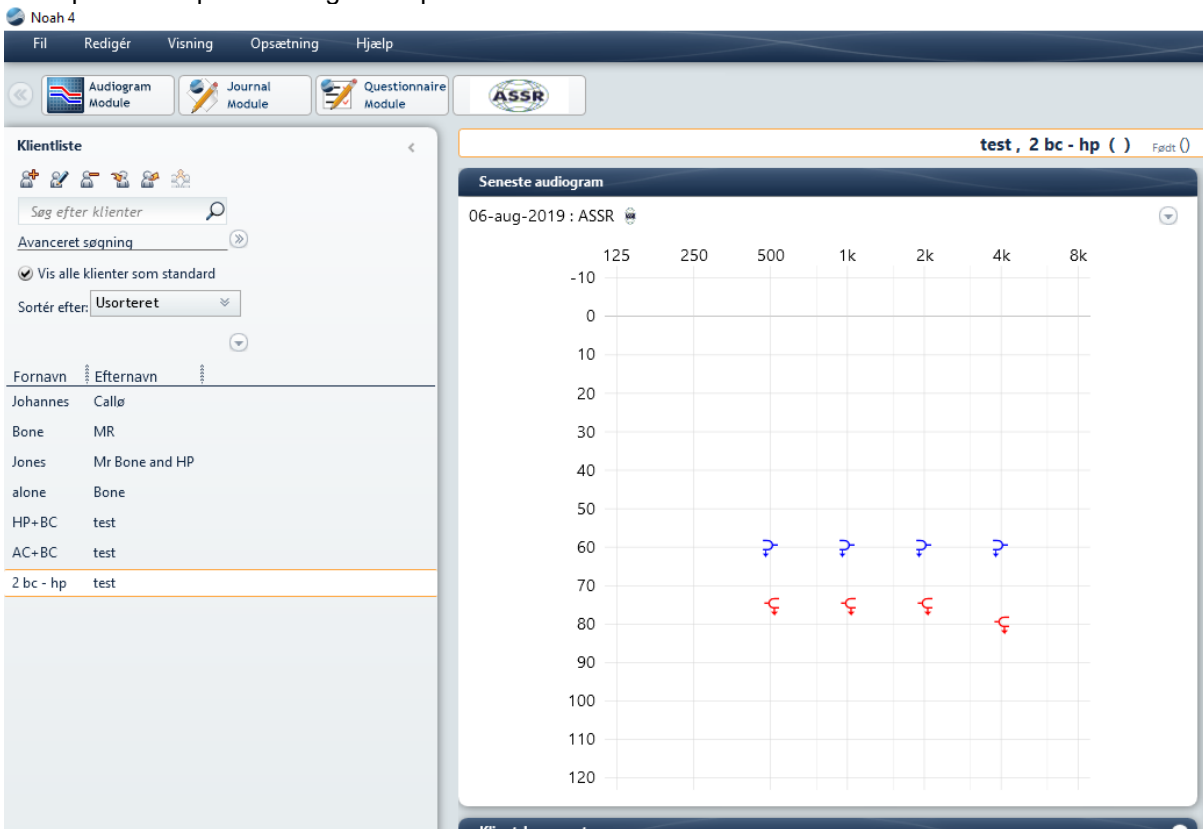 Noah 4
Fil Redigér Visning Opsætning Hjælp
Audiogram Module
Journal Module
Questionnaire Module
ASSR
Klientliste
Søg efter klienter
Avanceret søgning
Vis alle klienter som standard
Sortér efter: Usorteret
Fornavn Efternavn
Johannes Callø
Bone MR
Jones Mr Bone and HP
alone Bone
HP+BC test
AC+BC test
2 bc - hp test
test , 2 bc - hp ( ) Født ()
Seneste audiogram
06-aug-2019 : ASSR
125 250 500 1k 2k 4k 8k
-10
0
10
20
30
40
50
60
70
80
90
100
110
120